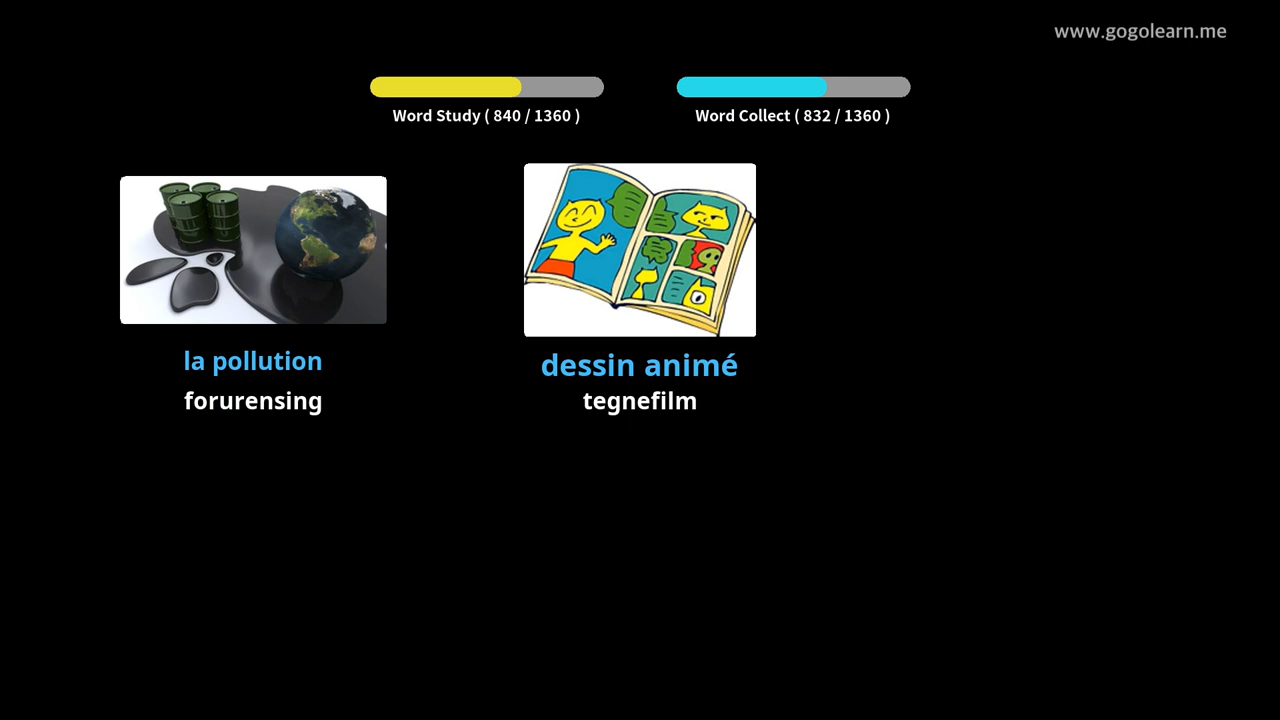 www.gogolearn.me
Word Study ( 840 / 1360 )
Word Collect ( 832 / 1360 )
la pollution
forurensing
dessin animé
tegnefilm